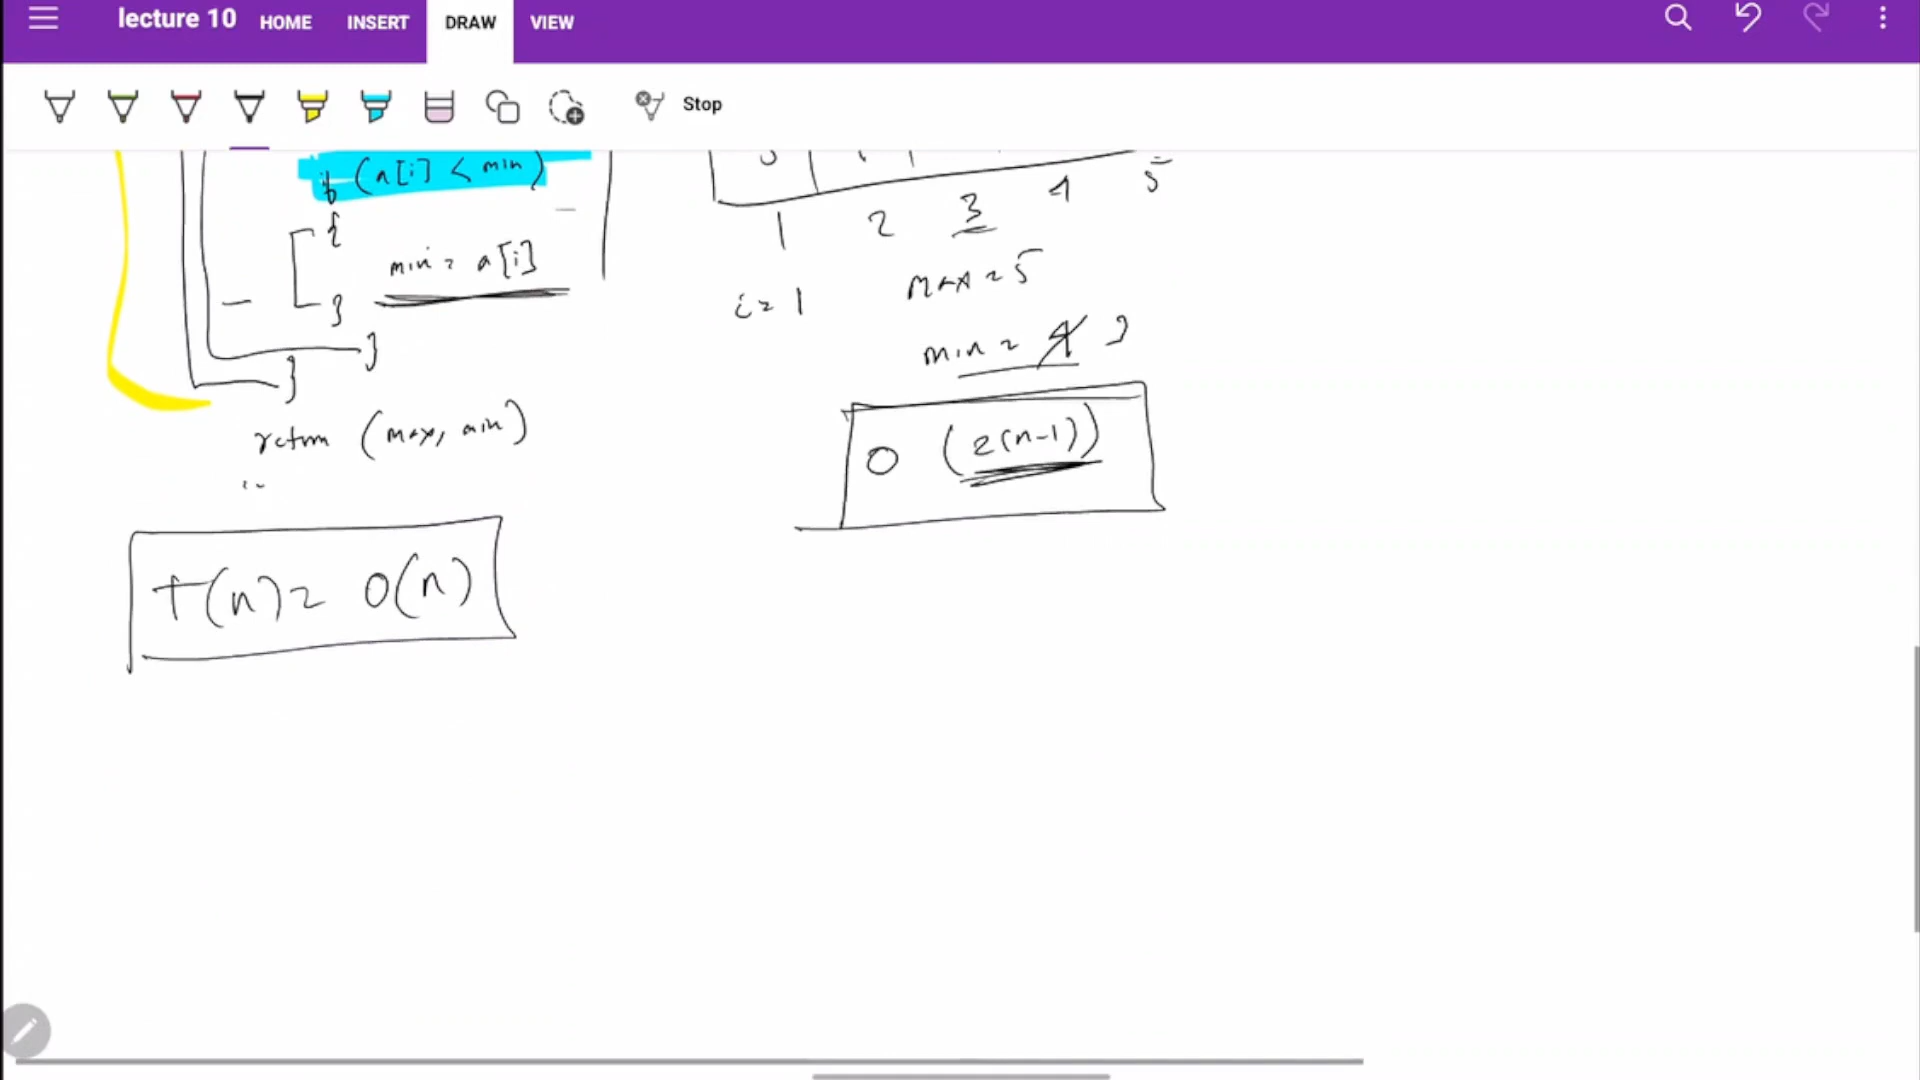 lecture 10 HOME INSERT DRAW VIEW
Stop
if (a[i] < min)
{
min = a[i]
}
}
}
return (max, min)
T(n) = O(n)
1 2 3 4 5
i = 1
max = 5
min = 4 3
O (2(n-1))